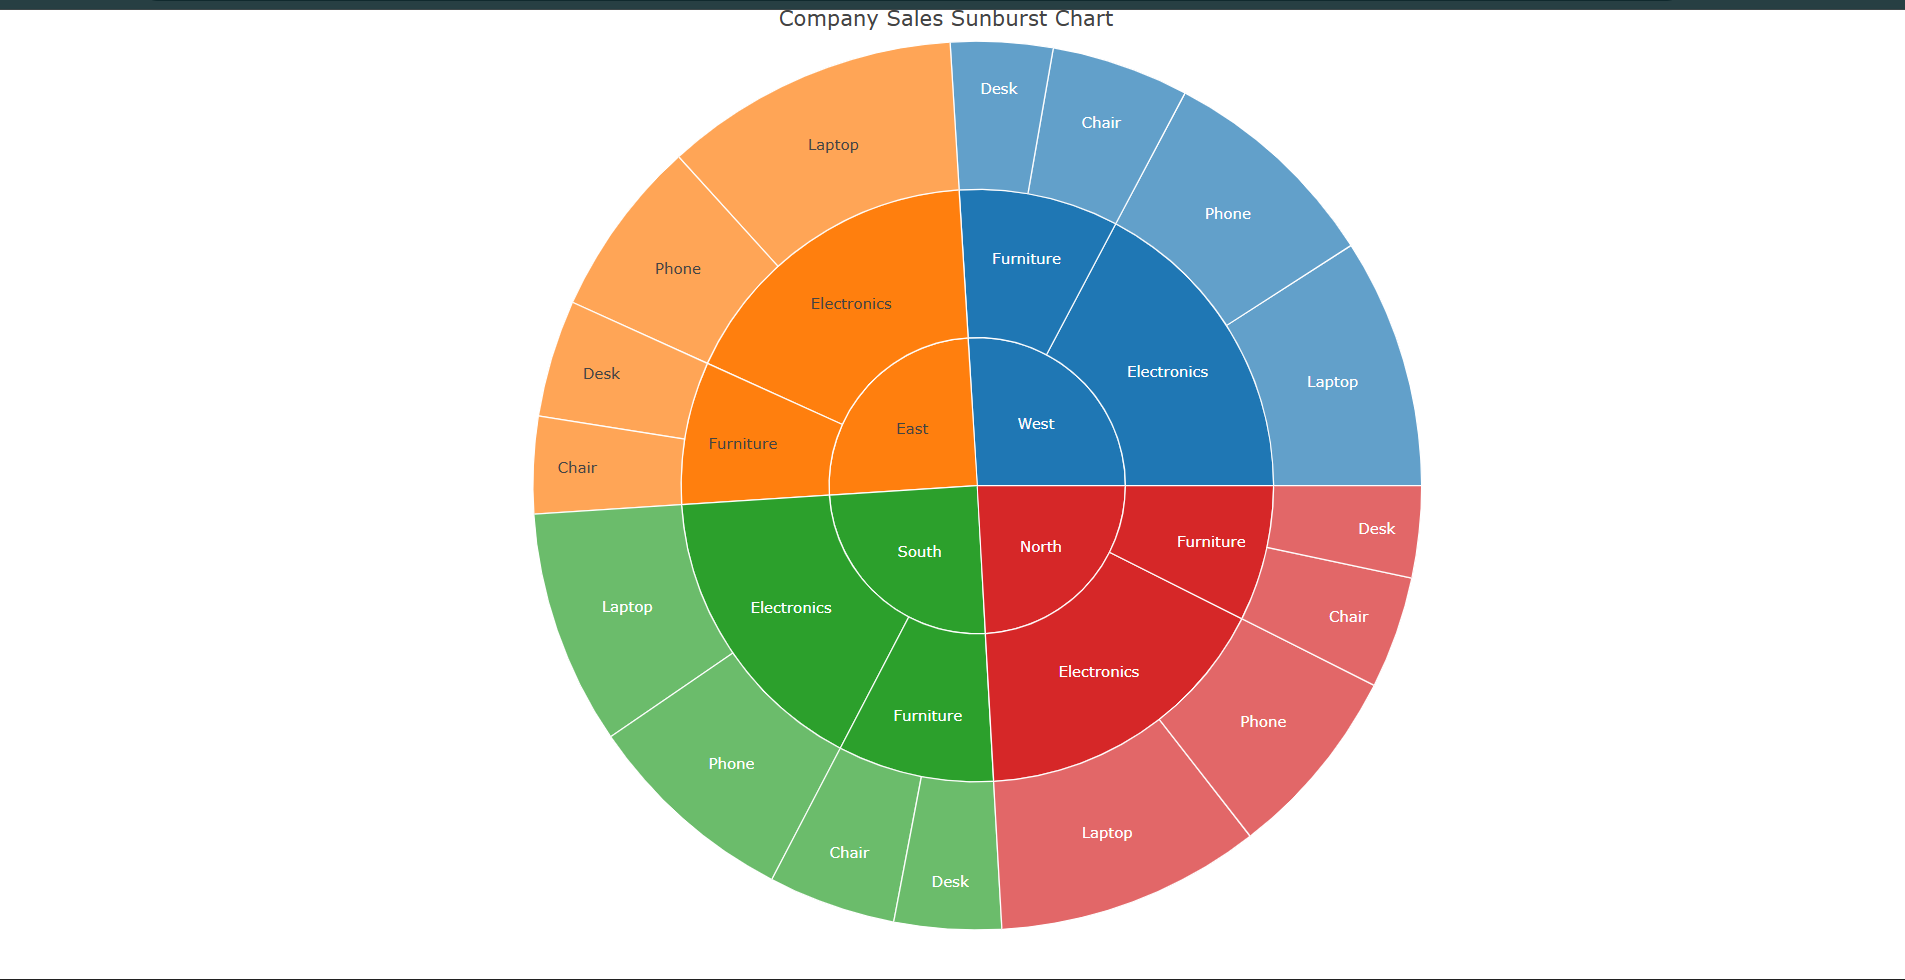 Company Sales Sunburst Chart
Desk
Chair
Laptop
Phone
Furniture
Phone
Electronics
Electronics
Desk
Laptop
West
East
Furniture
Chair
Desk
Furniture
North
South
Laptop
Electronics
Chair
Electronics
Furniture
Phone
Phone
Laptop
Chair
Desk